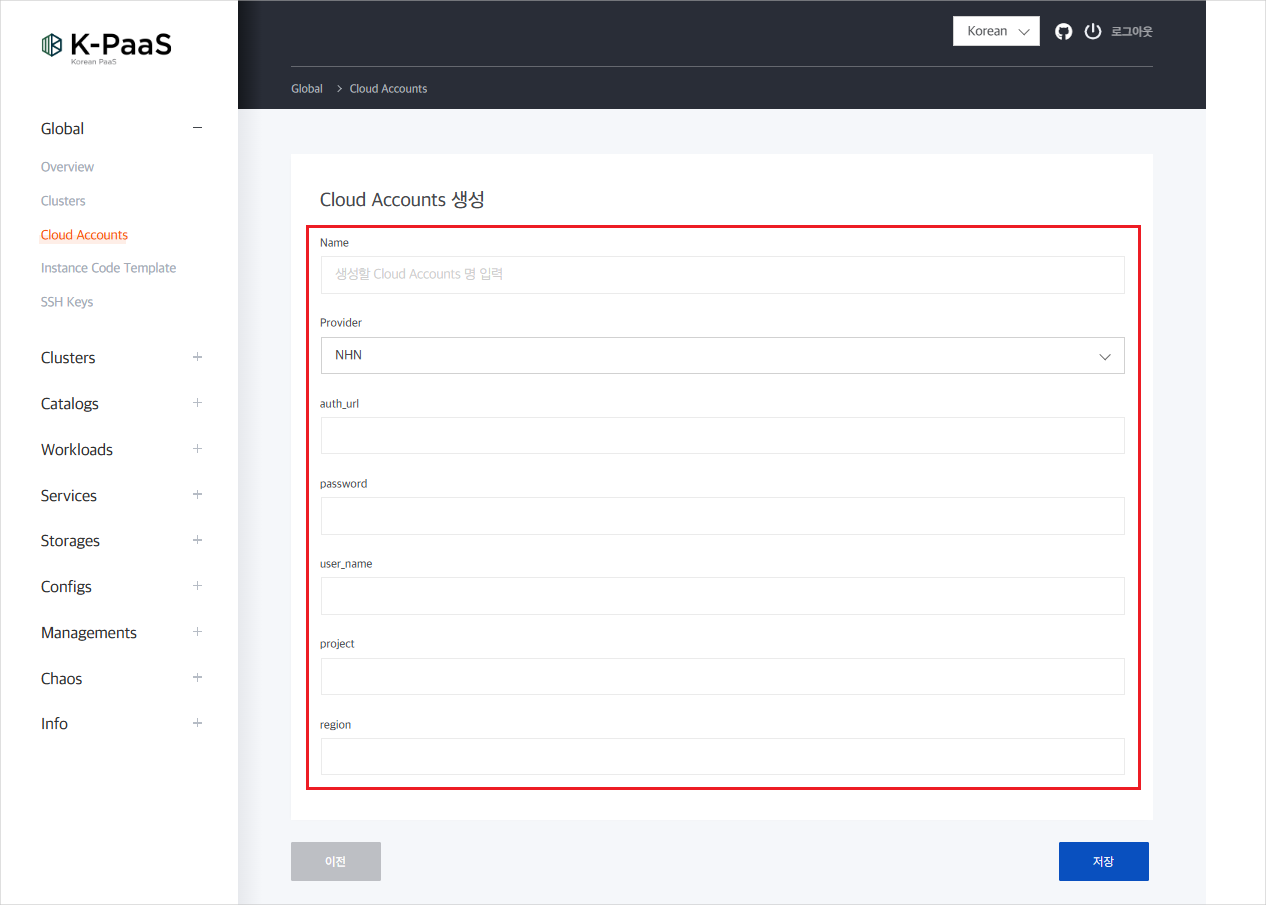 K-PaaS
Korean PaaS
Global
Overview
Clusters
Cloud Accounts
Instance Code Template
SSH Keys
Clusters
Catalogs
Workloads
Services
Storages
Configs
Managements
Chaos
Info
Korean
로그아웃
Global > Cloud Accounts
Cloud Accounts 생성
Name
생성할 Cloud Accounts 명 입력
Provider
NHN
auth_url
password
user_name
project
region
이전
저장